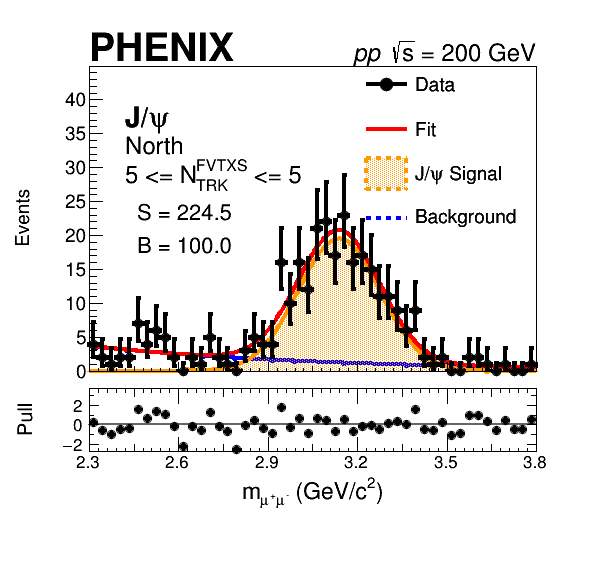 PHENIX
pp √s = 200 GeV
J/ψ
North
5 <= N^FVTXS_TRK <= 5
S = 224.5
B = 100.0
Data
Fit
J/ψ Signal
Background
Events
40
35
30
25
20
15
10
5
0
Pull
2
0
−2
2.3 2.6 2.9 3.2 3.5 3.8
m_μ⁺μ⁻ (GeV/c²)